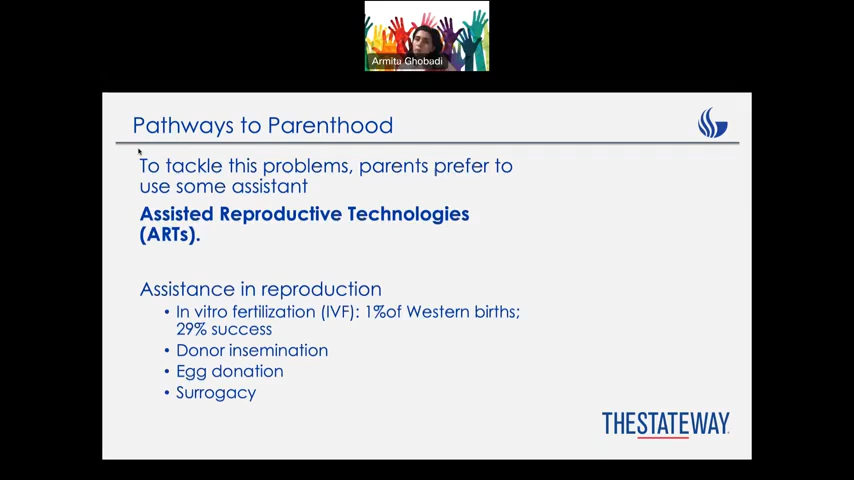 Armita Ghobadi
Pathways to Parenthood
To tackle this problems, parents prefer to
use some assistant
Assisted Reproductive Technologies
(ARTs).
Assistance in reproduction
• In vitro fertilization (IVF): 1%of Western births;
29% success
• Donor insemination
• Egg donation
• Surrogacy
THESTATEWAY.